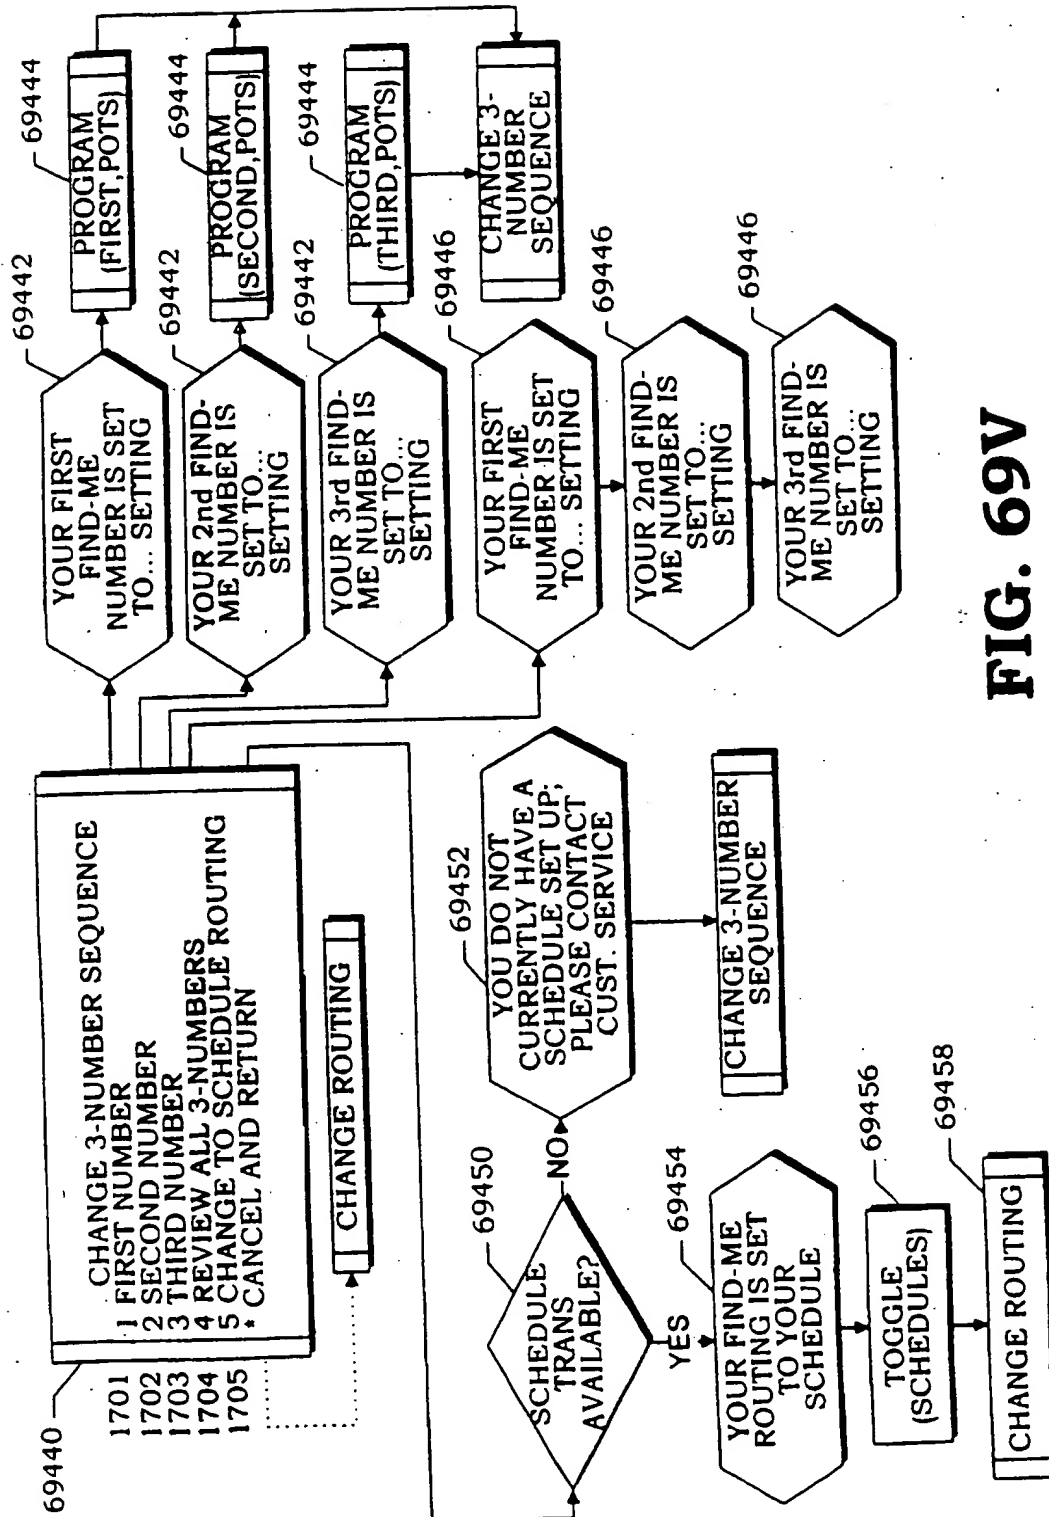 69440
CHANGE 3-NUMBER SEQUENCE
1701 1 FIRST NUMBER
1702 2 SECOND NUMBER
1703 3 THIRD NUMBER
1704 4 REVIEW ALL 3-NUMBERS
1705 5 CHANGE TO SCHEDULE ROUTING
* CANCEL AND RETURN
CHANGE ROUTING
69442
YOUR FIRST
FIND-ME
NUMBER IS SET
TO... SETTING
69444
PROGRAM
(FIRST,POTS)
69442
YOUR 2nd FIND-
ME NUMBER IS
SET TO...
SETTING
69444
PROGRAM
(SECOND,POTS)
69442
YOUR 3rd FIND-
ME NUMBER IS
SET TO...
SETTING
69444
PROGRAM
(THIRD,POTS)
69446
YOUR FIRST
FIND-ME
NUMBER IS SET
TO... SETTING
CHANGE 3-
NUMBER
SEQUENCE
69446
YOUR 2nd FIND-
ME NUMBER IS
SET TO...
SETTING
69446
YOUR 3rd FIND-
ME NUMBER IS
SET TO...
SETTING
69450
SCHEDULE
TRANS
AVAILABLE?
NO
69452
YOU DO NOT
CURRENTLY HAVE A
SCHEDULE SET UP;
PLEASE CONTACT
CUST. SERVICE
CHANGE 3-NUMBER
SEQUENCE
YES
69454
YOUR FIND-ME
ROUTING IS SET
TO YOUR
SCHEDULE
69456
TOGGLE
(SCHEDULES)
69458
CHANGE ROUTING
FIG. 69V